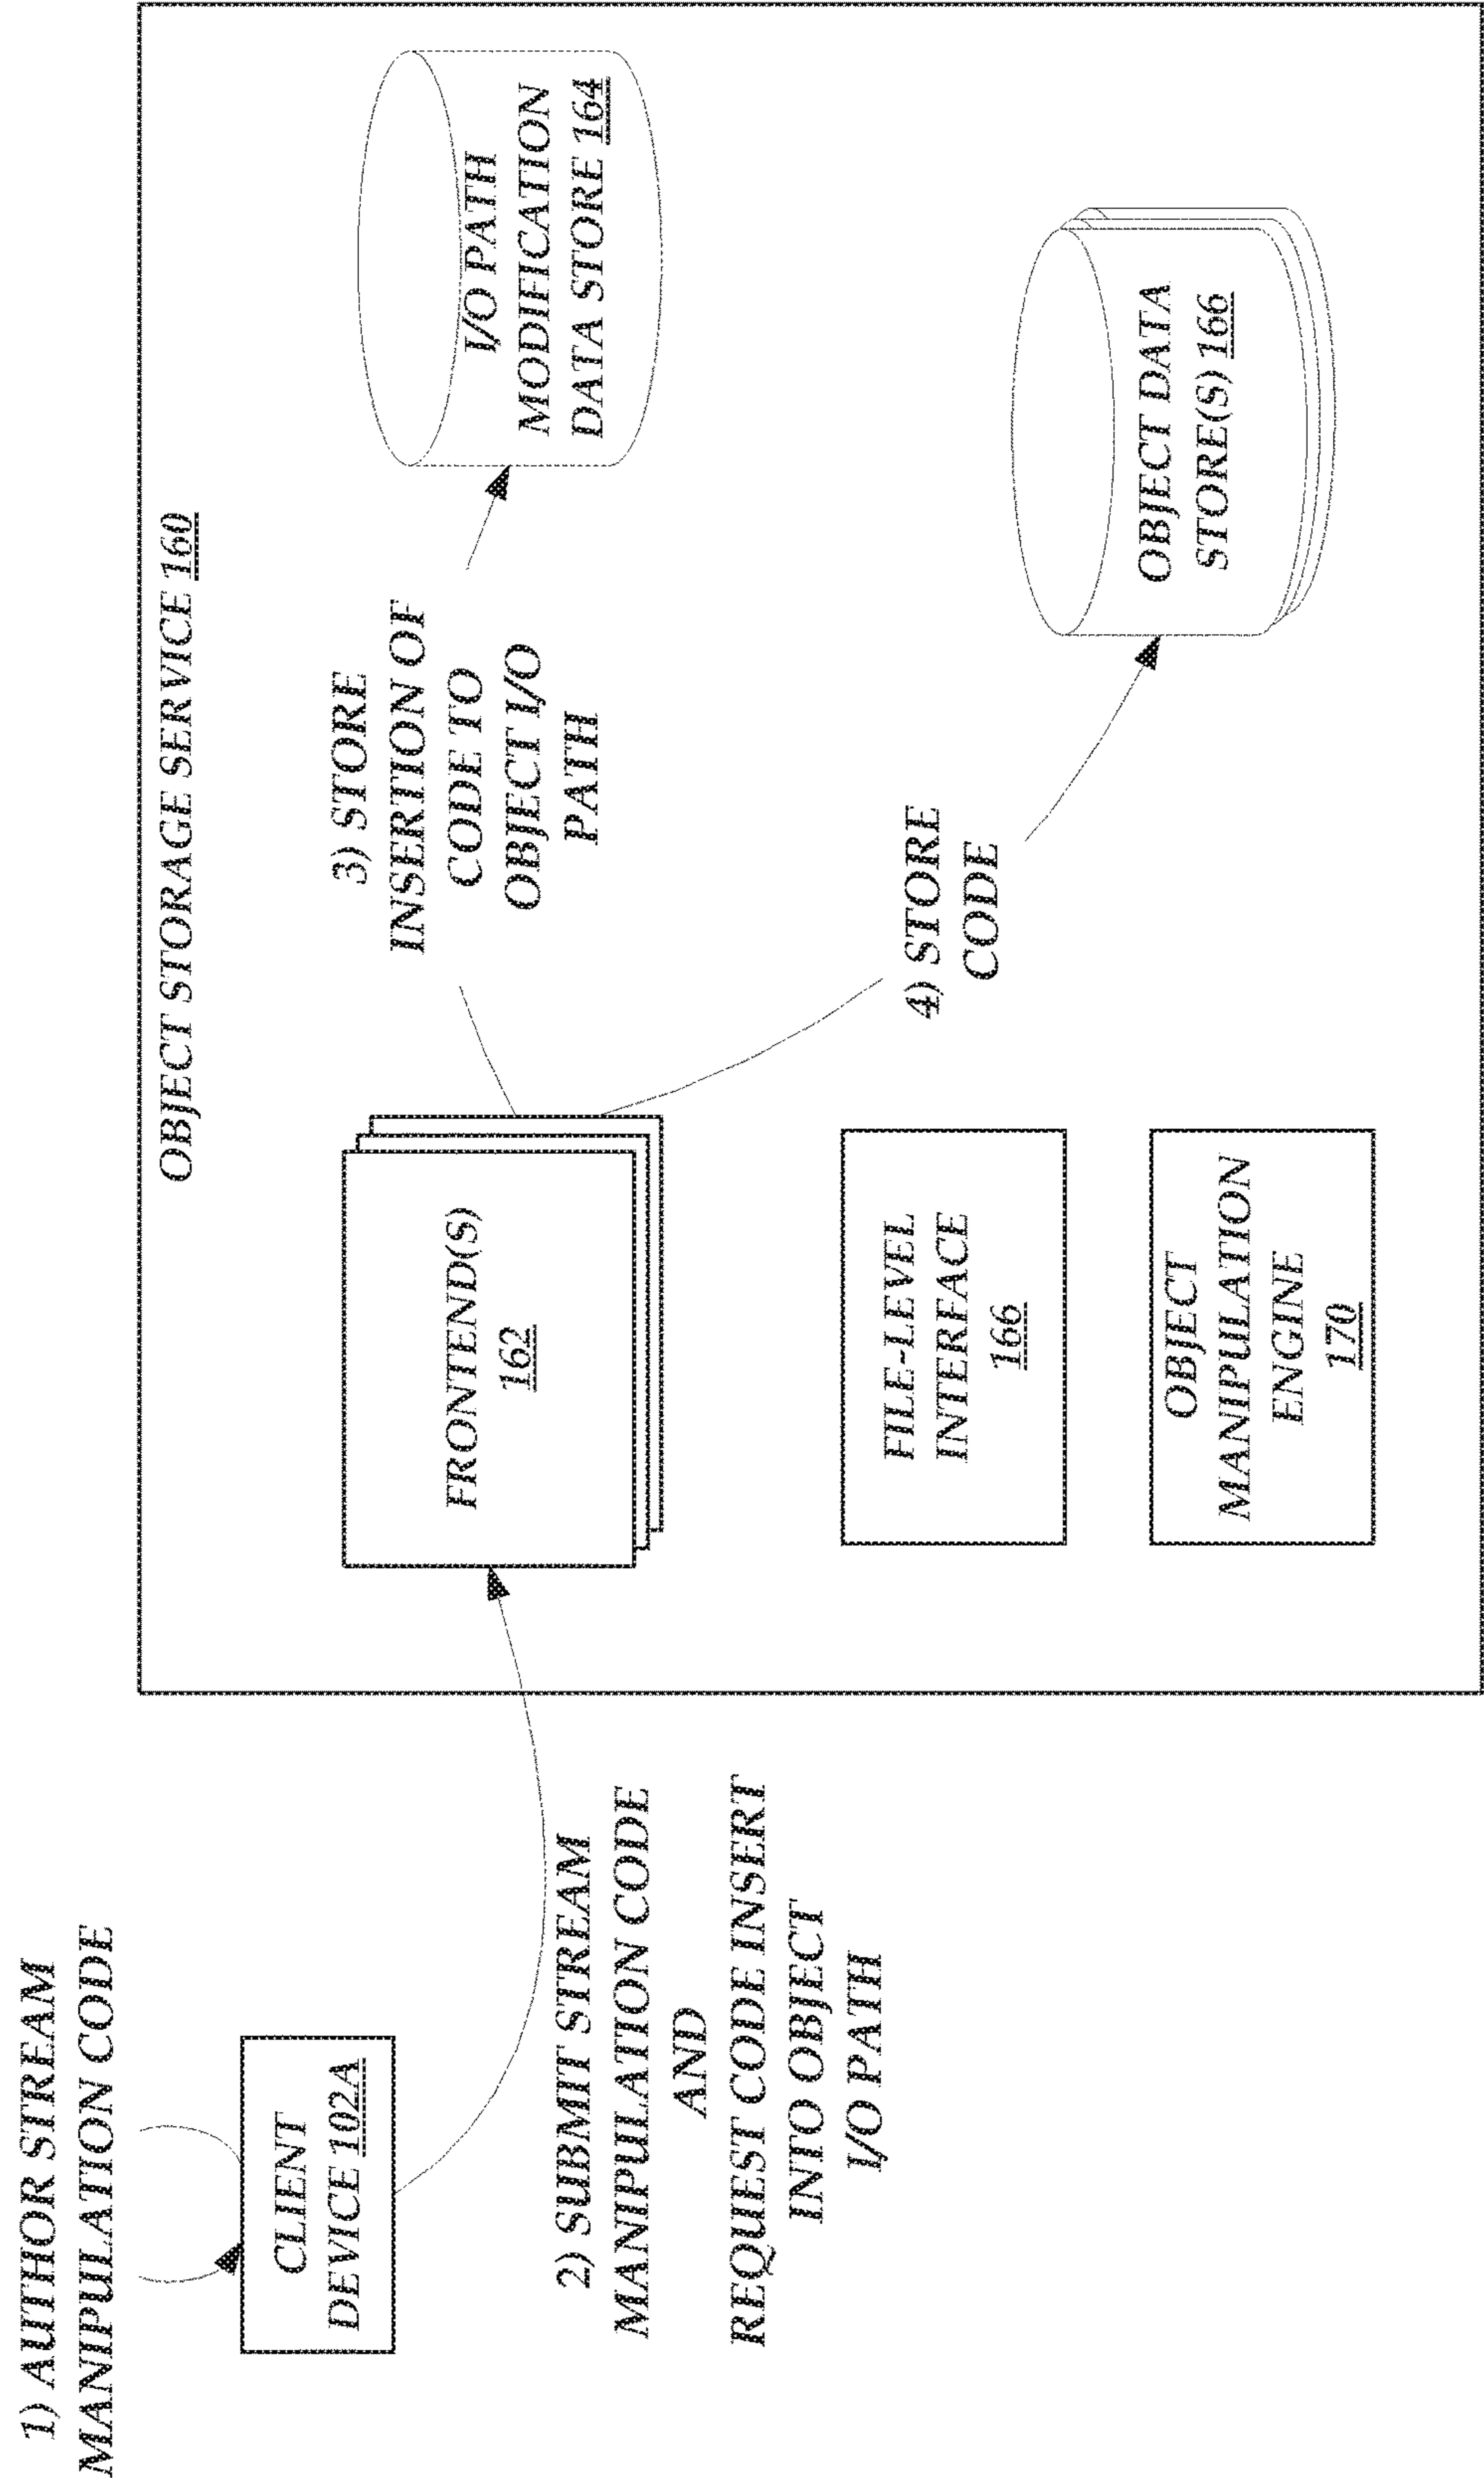 1) AUTHOR STREAM
MANIPULATION CODE
CLIENT
DEVICE 102A
2) SUBMIT STREAM
MANIPULATION CODE
AND
REQUEST CODE INSERT
INTO OBJECT
I/O PATH
OBJECT STORAGE SERVICE 160
FRONTEND(S)
162
3) STORE
INSERTION OF
CODE TO
OBJECT I/O
PATH
I/O PATH
MODIFICATION
DATA STORE 164
FILE-LEVEL
INTERFACE
166
4) STORE
CODE
OBJECT DATA
STORE(S) 166
OBJECT
MANIPULATION
ENGINE
170